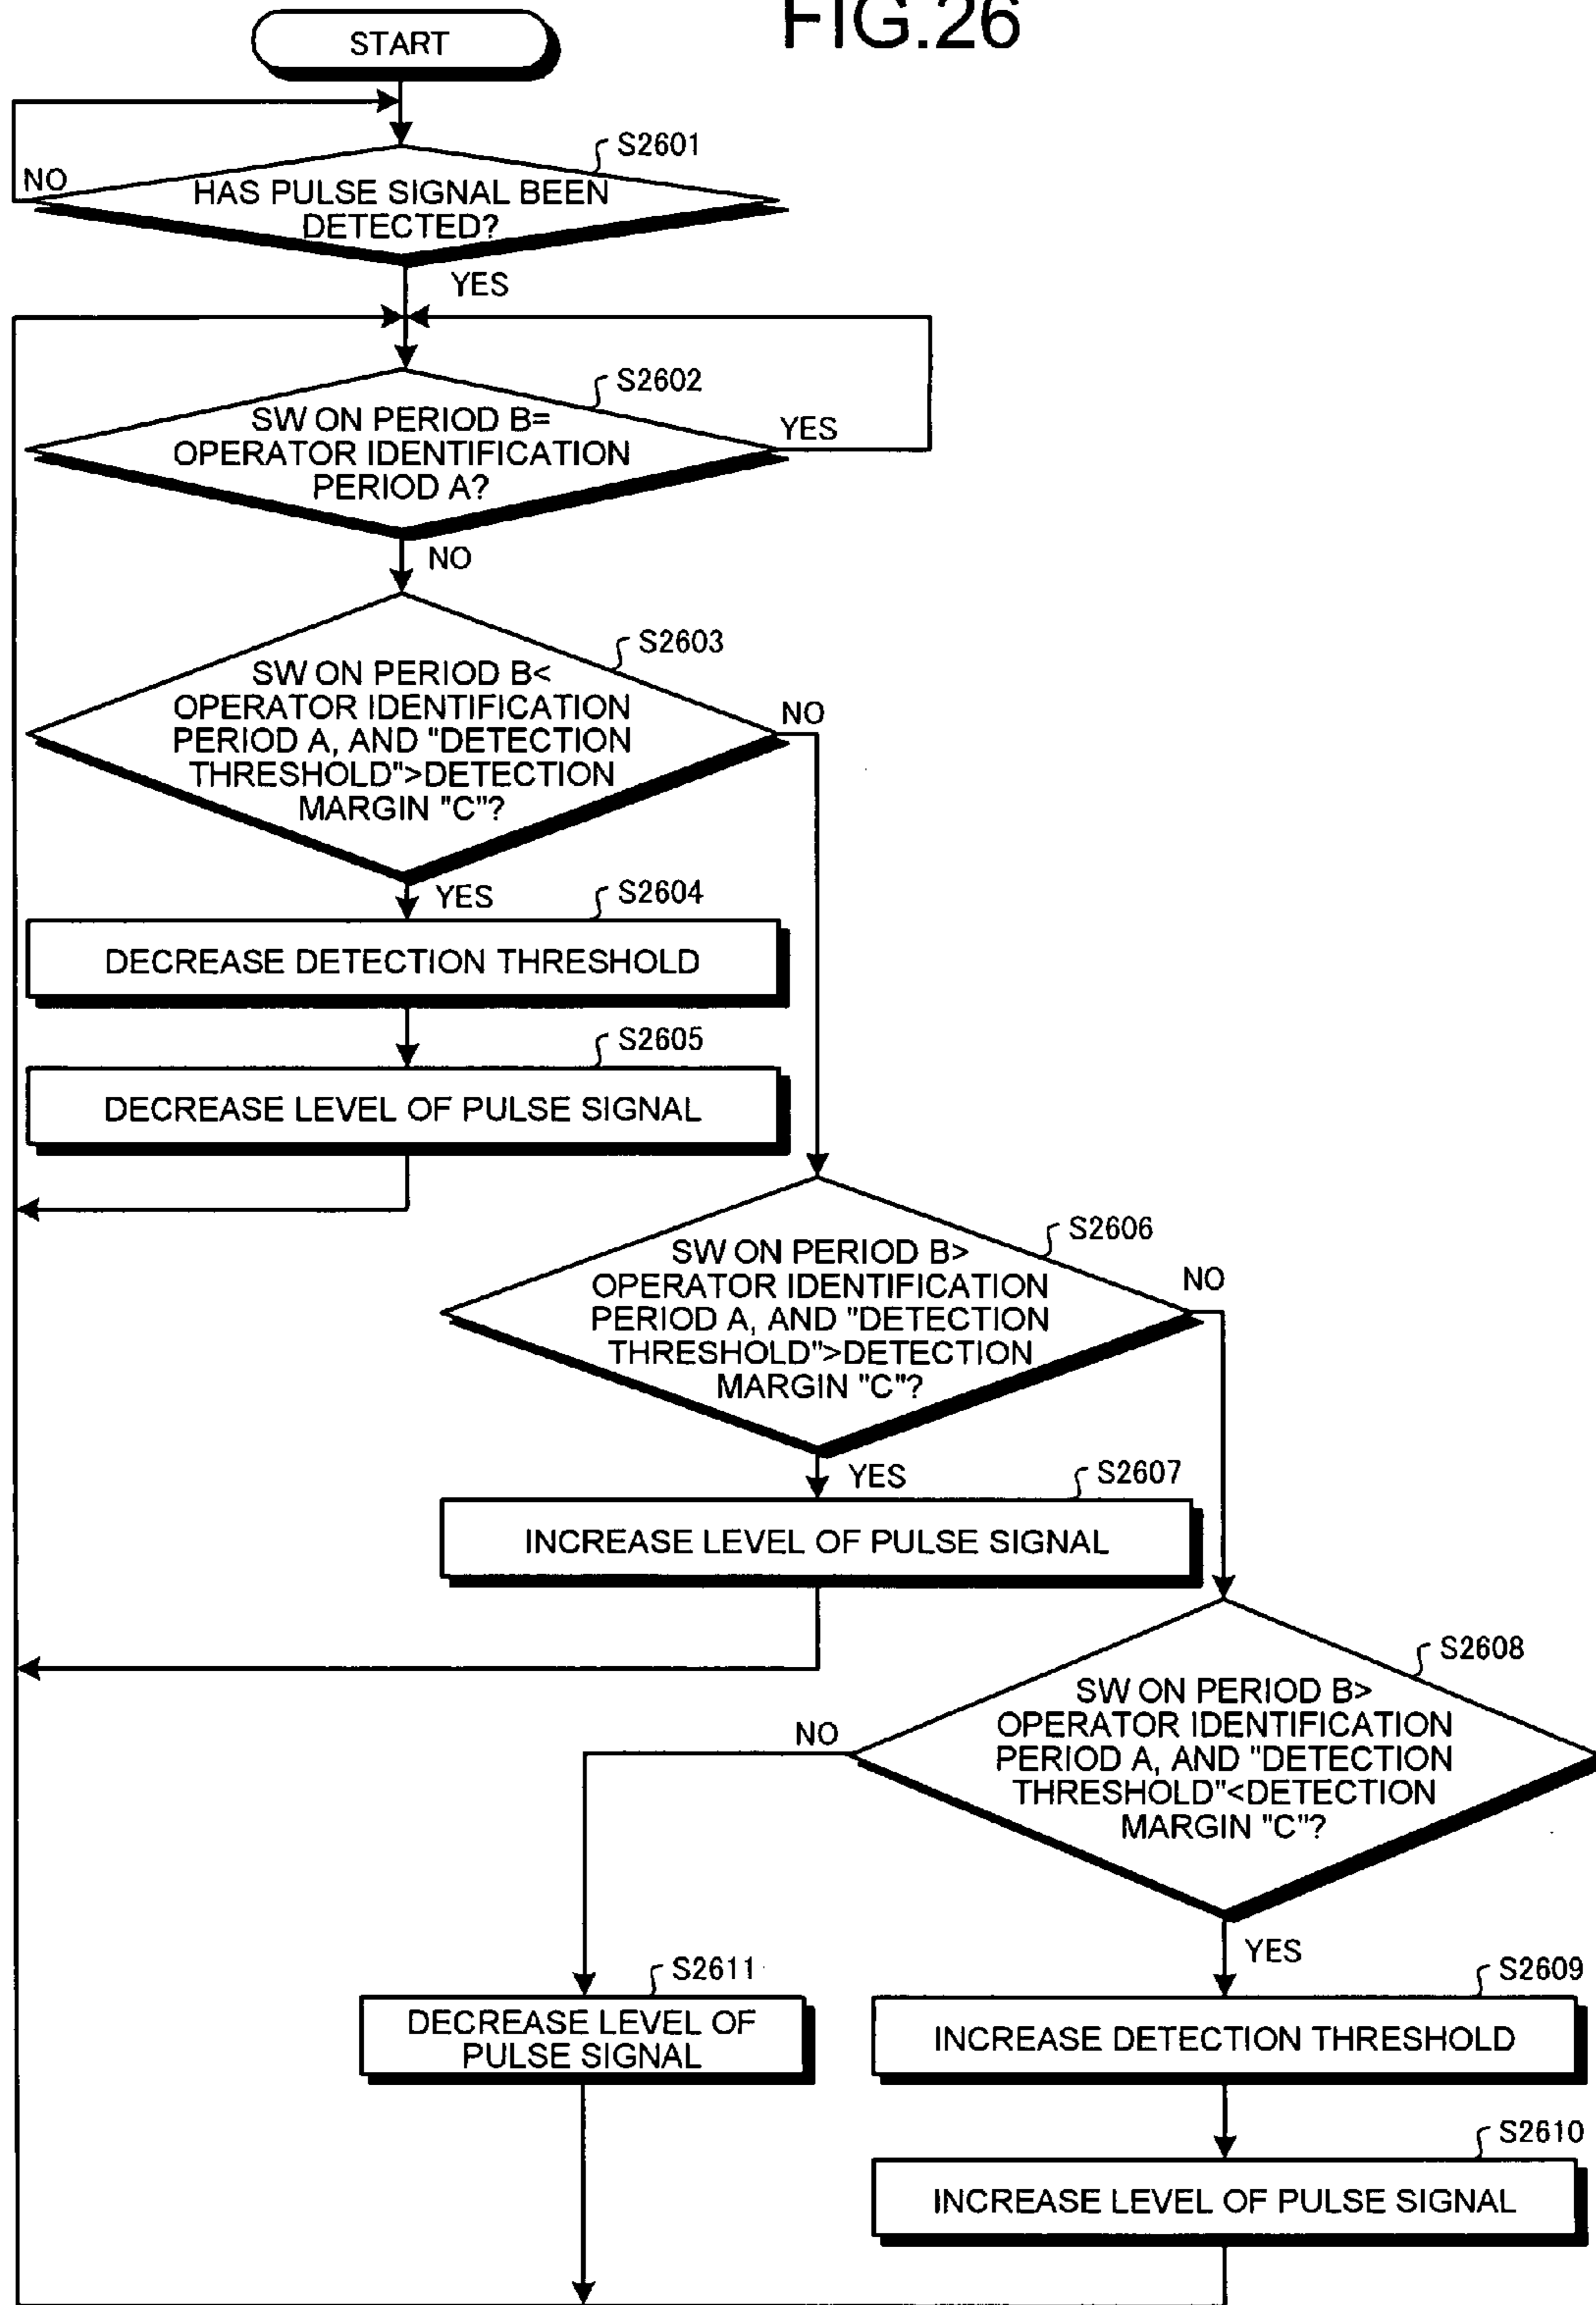 FIG.26
START
S2601
NO
HAS PULSE SIGNAL BEEN
DETECTED?
YES
S2602
SW ON PERIOD B=
OPERATOR IDENTIFICATION
PERIOD A?
YES
NO
S2603
SW ON PERIOD B<
OPERATOR IDENTIFICATION
PERIOD A, AND "DETECTION
THRESHOLD">DETECTION
MARGIN "C"?
NO
YES
S2604
DECREASE DETECTION THRESHOLD
S2605
DECREASE LEVEL OF PULSE SIGNAL
S2606
SW ON PERIOD B>
OPERATOR IDENTIFICATION
PERIOD A, AND "DETECTION
THRESHOLD">DETECTION
MARGIN "C"?
NO
YES
S2607
INCREASE LEVEL OF PULSE SIGNAL
S2608
SW ON PERIOD B>
OPERATOR IDENTIFICATION
PERIOD A, AND "DETECTION
THRESHOLD"<DETECTION
MARGIN "C"?
NO
YES
S2611
DECREASE LEVEL OF
PULSE SIGNAL
S2609
INCREASE DETECTION THRESHOLD
S2610
INCREASE LEVEL OF PULSE SIGNAL